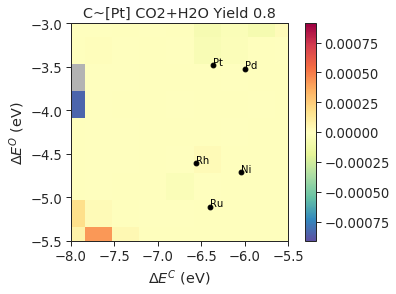 C~[Pt] CO2+H2O Yield 0.8
−3.0
−3.5
−4.0
−4.5
−5.0
−5.5
ΔE^O (eV)
Pt
Pd
Rh
Ni
Ru
−8.0 −7.5 −7.0 −6.5 −6.0 −5.5
ΔE^C (eV)
0.00075
0.00050
0.00025
0.00000
−0.00025
−0.00050
−0.00075